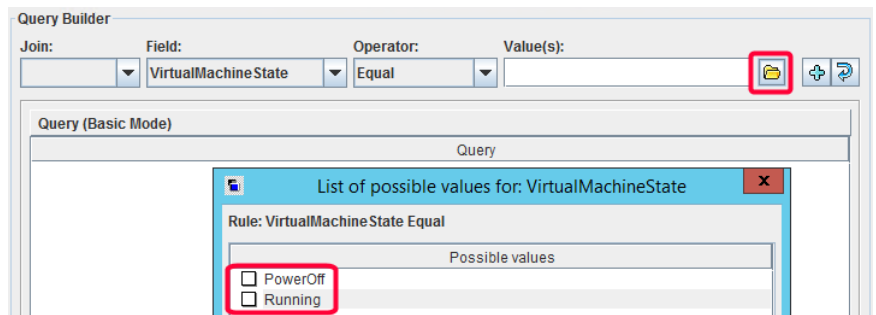 Query Builder
Join: Field: Operator: Value(s):
VirtualMachineState Equal
Query (Basic Mode)
Query
List of possible values for: VirtualMachineState x
Rule: VirtualMachineState Equal
Possible values
PowerOff
Running